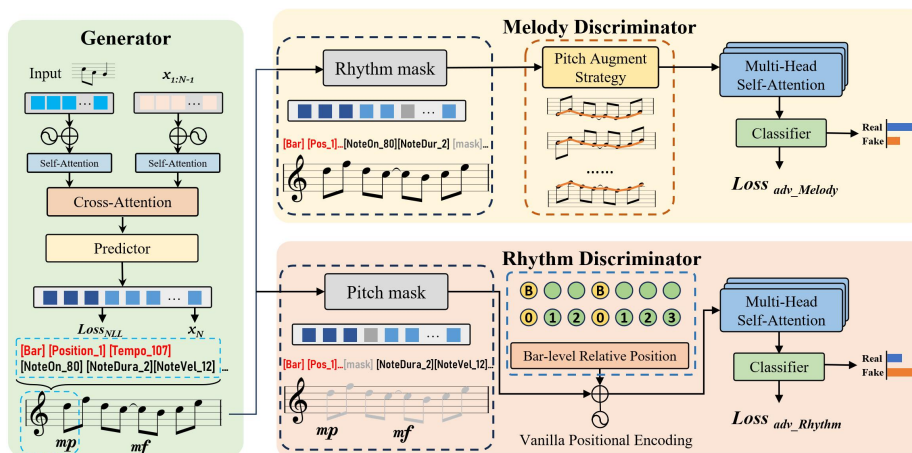 Generator
Input
x1:N-1
...
...
Self-Attention
Self-Attention
Cross-Attention
Predictor
...
LossNLL
xN
[Bar] [Position_1] [Tempo_107]
[NoteOn_80] [NoteDura_2][NoteVel_12] ...
mp
mf
Melody Discriminator
Rhythm mask
...
[Bar] [Pos_1]...[NoteOn_80][NoteDur_2] [mask]...
Pitch Augment
Strategy
......
Multi-Head
Self-Attention
Classifier
Real
Fake
Loss adv_Melody
Rhythm Discriminator
Pitch mask
...
[Bar] [Pos_1]...[mask] [NoteDura_2][NoteVel_12]...
mp
mf
B B
0 1 2 0 1 2 3
Bar-level Relative Position
Vanilla Positional Encoding
Multi-Head
Self-Attention
Classifier
Real
Fake
Loss adv_Rhythm